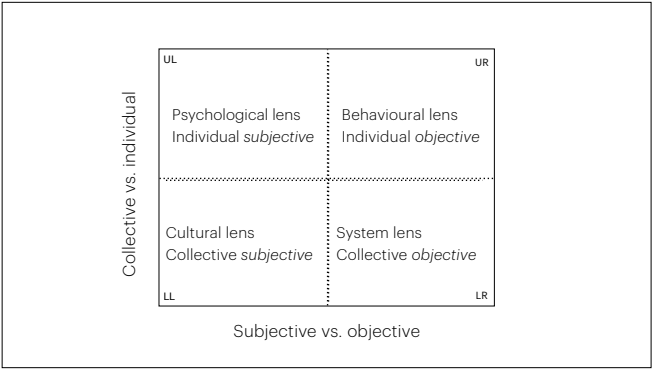 UL
UR
Psychological lens
Individual subjective
Behavioural lens
Individual objective
Collective vs. individual
Cultural lens
Collective subjective
System lens
Collective objective
LL
LR
Subjective vs. objective